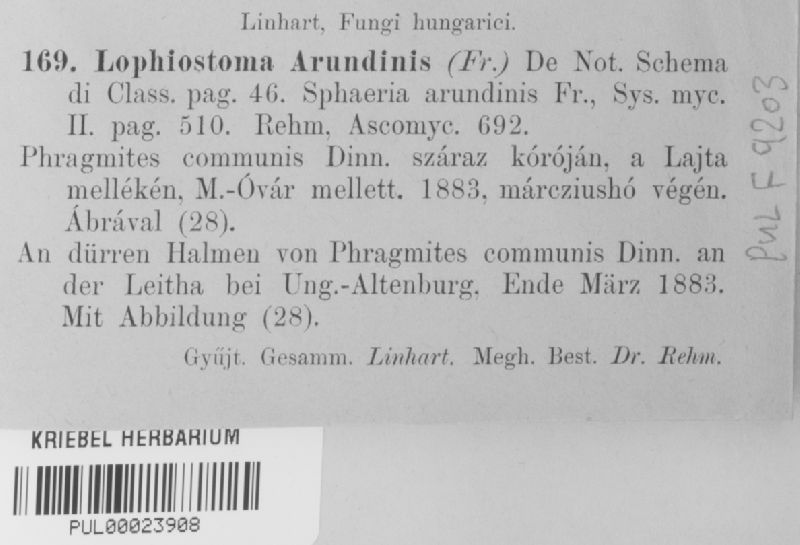 Linhart, Fungi hungarici.
169. Lophiostoma Arundinis (Fr.) De Not. Schema
di Class. pag. 46. Sphaeria arundinis Fr., Sys. myc.
II. pag. 510. Rehm, Ascomyc. 692.
Phragmites communis Dinn. száraz kóróján, a Lajta
mellékén, M.-Óvár mellett. 1883, márcziushó végén.
Ábrával (28).
An dürren Halmen von Phragmites communis Dinn. an
der Leitha bei Ung.-Altenburg, Ende März 1883.
Mit Abbildung (28).
Gyűjt. Gesamm. Linhart. Megh. Best. Dr. Rehm.
PUL F 9203
KRIEBEL HERBARIUM
PUL00023908